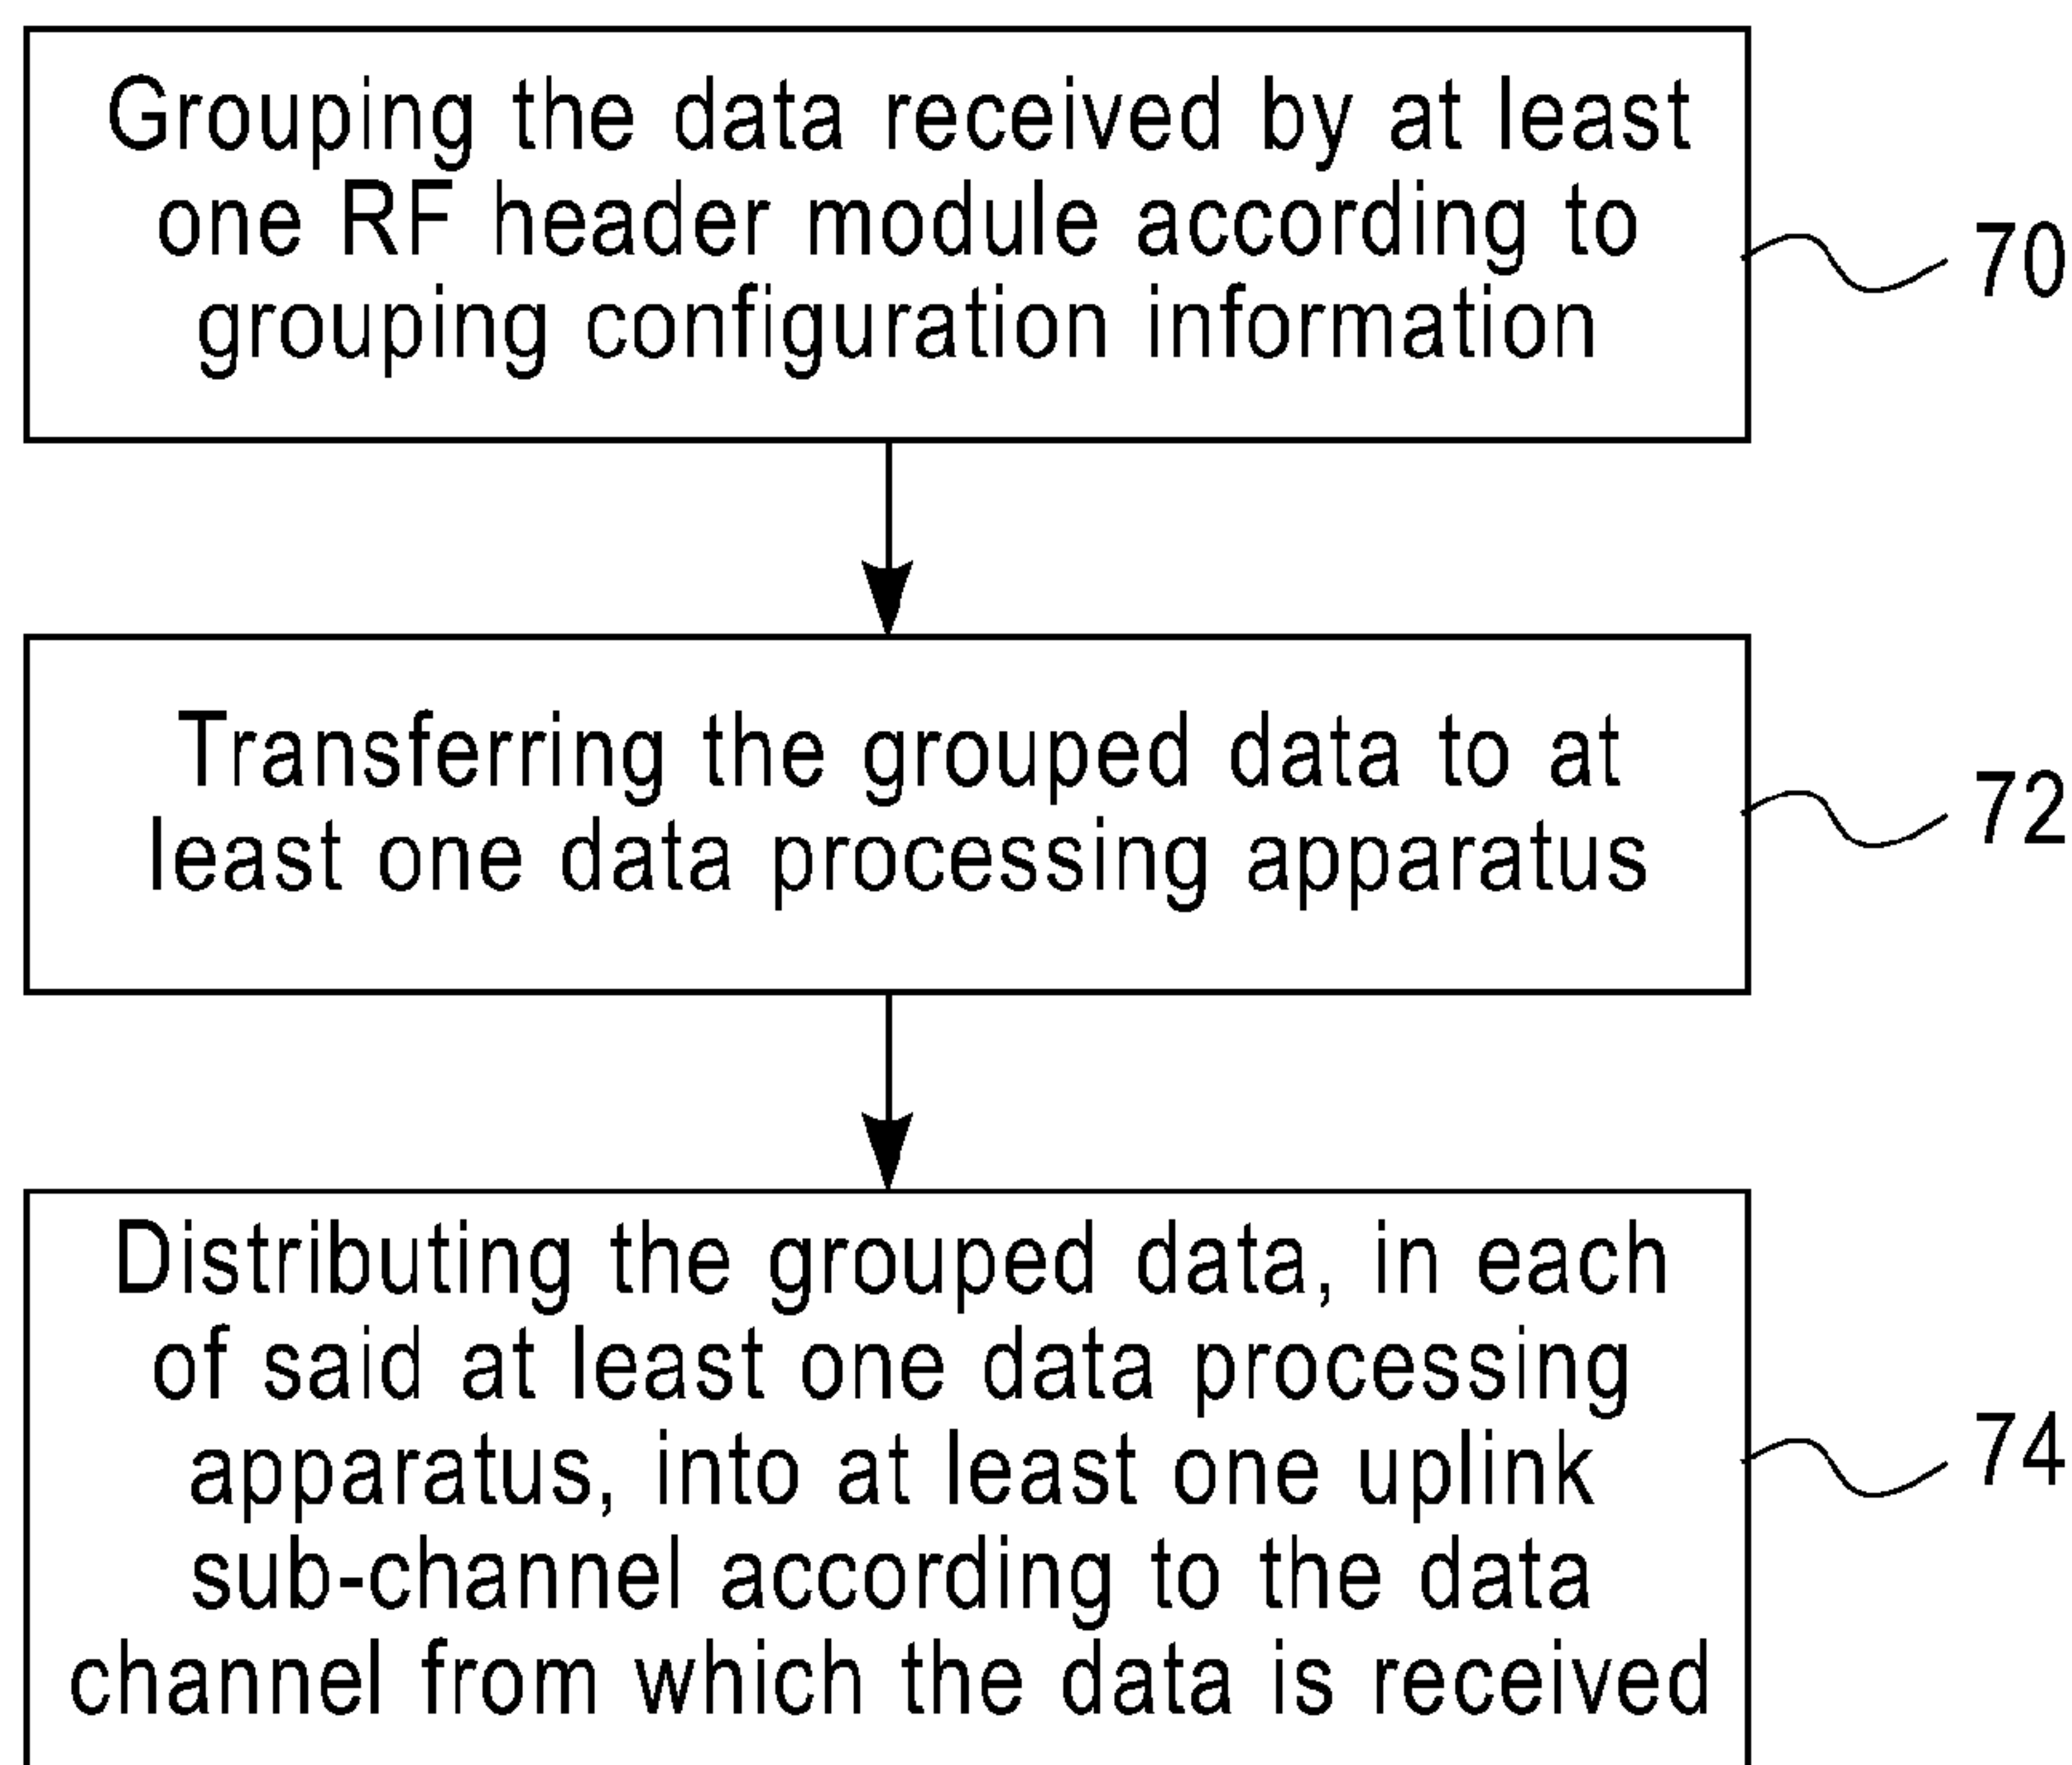 Grouping the data received by at least
one RF header module according to
grouping configuration information
70
Transferring the grouped data to at
least one data processing apparatus
72
Distributing the grouped data, in each
of said at least one data processing
apparatus, into at least one uplink
sub-channel according to the data
channel from which the data is received
74